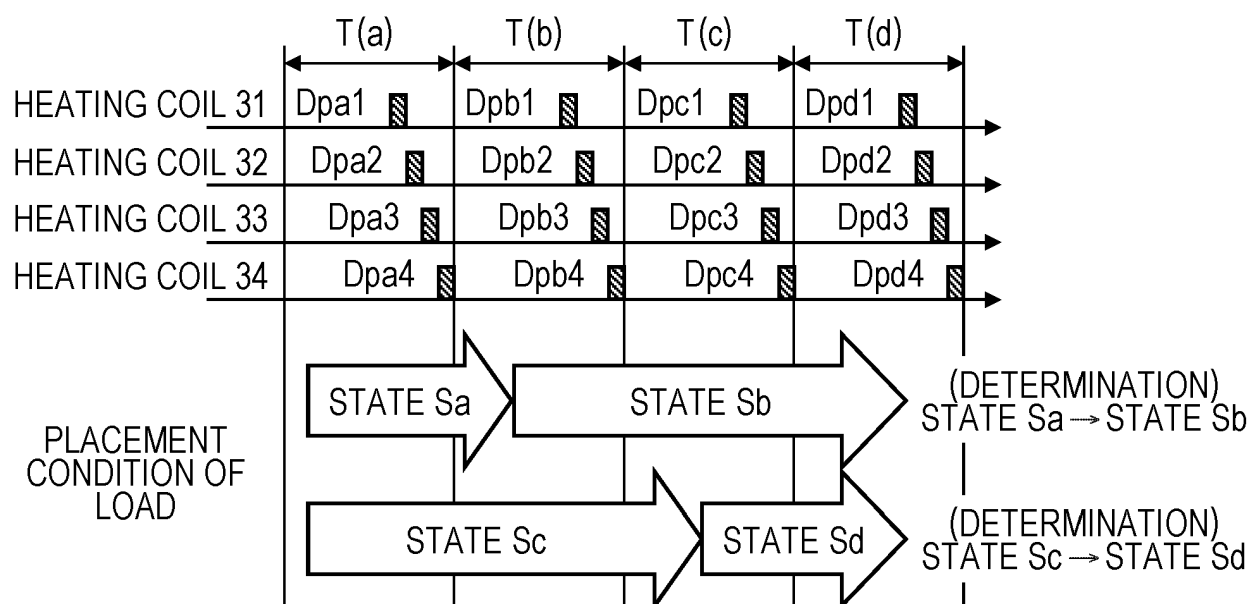 T(a) T(b) T(c) T(d)
HEATING COIL 31 Dpa1 Dpb1 Dpc1 Dpd1
HEATING COIL 32 Dpa2 Dpb2 Dpc2 Dpd2
HEATING COIL 33 Dpa3 Dpb3 Dpc3 Dpd3
HEATING COIL 34 Dpa4 Dpb4 Dpc4 Dpd4
PLACEMENT
CONDITION OF
LOAD
STATE Sa STATE Sb
(DETERMINATION)
STATE Sa → STATE Sb
STATE Sc STATE Sd
(DETERMINATION)
STATE Sc → STATE Sd